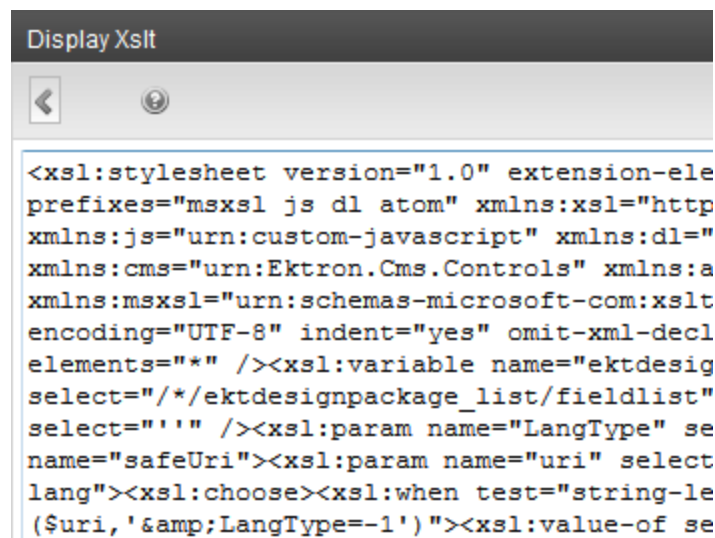 Display Xslt
<xsl:stylesheet version="1.0" extension-ele
prefixes="msxsl js dl atom" xmlns:xsl="http
xmlns:js="urn:custom-javascript" xmlns:dl="
xmlns:cms="urn:Ektron.Cms.Controls" xmlns:a
xmlns:msxsl="urn:schemas-microsoft-com:xslt
encoding="UTF-8" indent="yes" omit-xml-decl
elements="*" /><xsl:variable name="ektdesig
select="/*/ektdesignpackage_list/fieldlist"
select="''" /><xsl:param name="LangType" se
name="safeUri"><xsl:param name="uri" select
lang"><xsl:choose><xsl:when test="string-le
($uri,'&amp;LangType=-1')"><xsl:value-of se